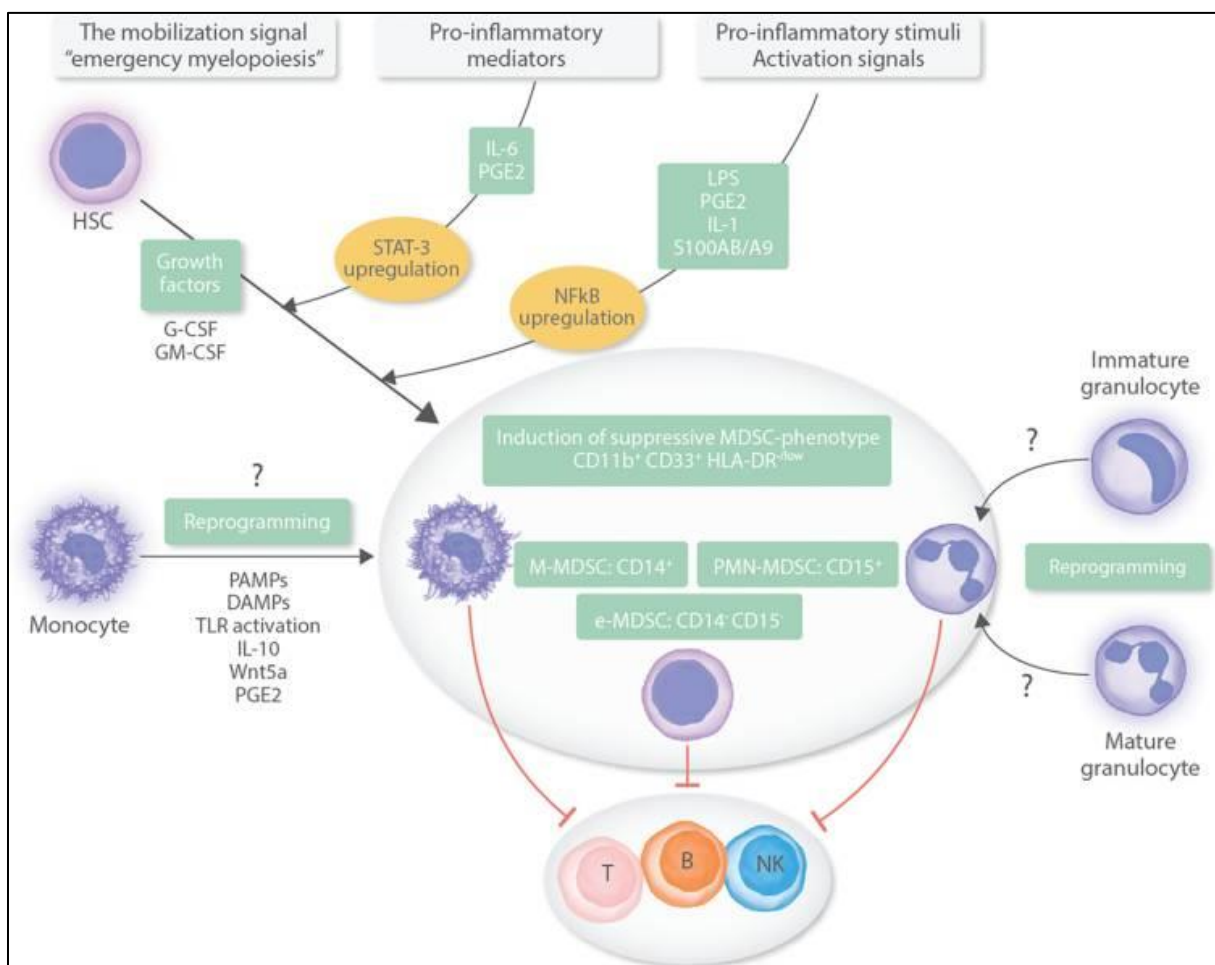 The mobilization signal
“emergency myelopoiesis”
Pro-inflammatory
mediators
Pro-inflammatory stimuli
Activation signals
HSC
IL-6
PGE2
LPS
PGE2
IL-1
S100AB/A9
STAT-3
upregulation
NFkB
upregulation
Growth
factors
G-CSF
GM-CSF
Induction of suppressive MDSC-phenotype
CD11b⁺ CD33⁺ HLA-DR⁻/low
Immature
granulocyte
?
?
Reprogramming
Monocyte
PAMPs
DAMPs
TLR activation
IL-10
Wnt5a
PGE2
M-MDSC: CD14⁺
PMN-MDSC: CD15⁺
e-MDSC: CD14⁻ CD15⁻
Reprogramming
?
Mature
granulocyte
T
B
NK